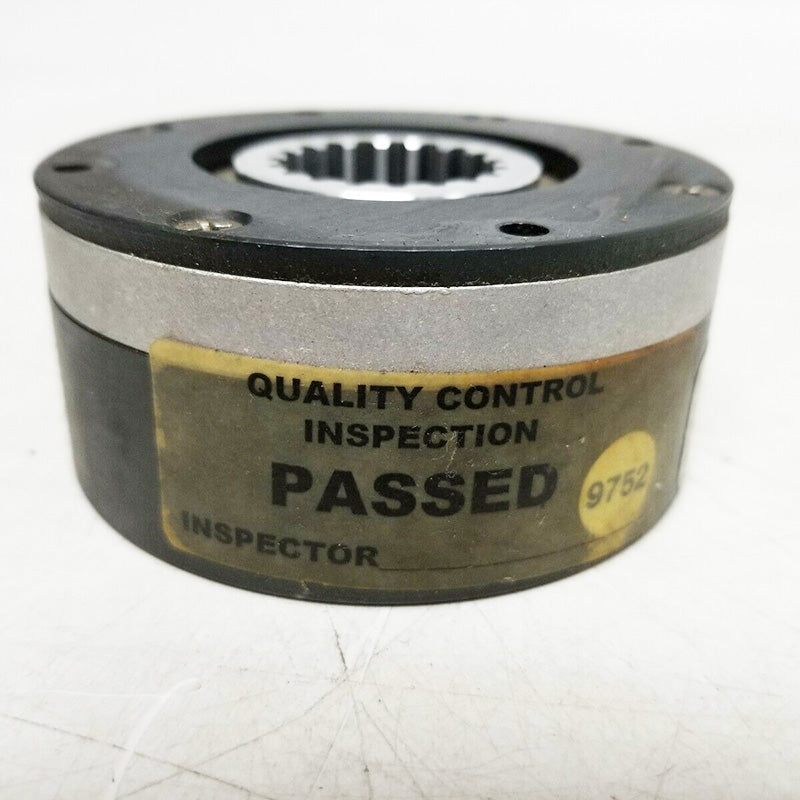 QUALITY CONTROL
INSPECTION
PASSED
9752
INSPECTOR